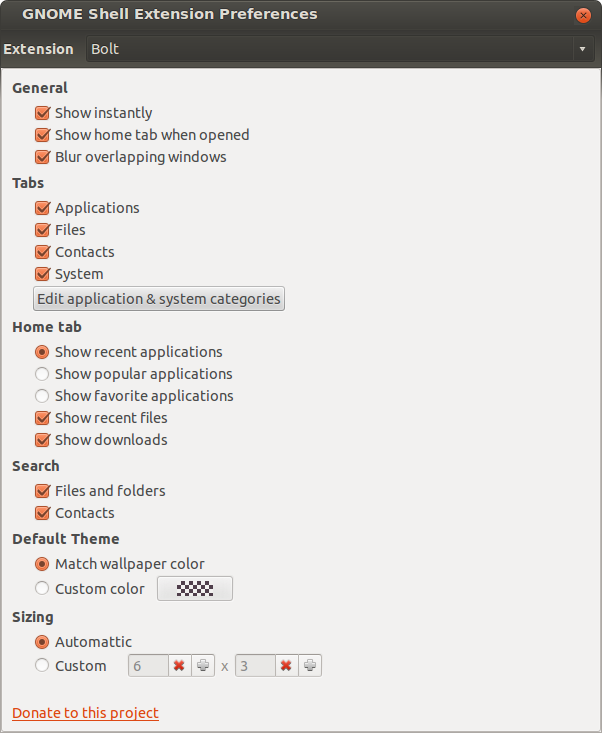 GNOME Shell Extension Preferences
Extension Bolt
General
Show instantly
Show home tab when opened
Blur overlapping windows
Tabs
Applications
Files
Contacts
System
Edit application & system categories
Home tab
Show recent applications
Show popular applications
Show favorite applications
Show recent files
Show downloads
Search
Files and folders
Contacts
Default Theme
Match wallpaper color
Custom color
Sizing
Automattic
Custom 6 x 3
Donate to this project